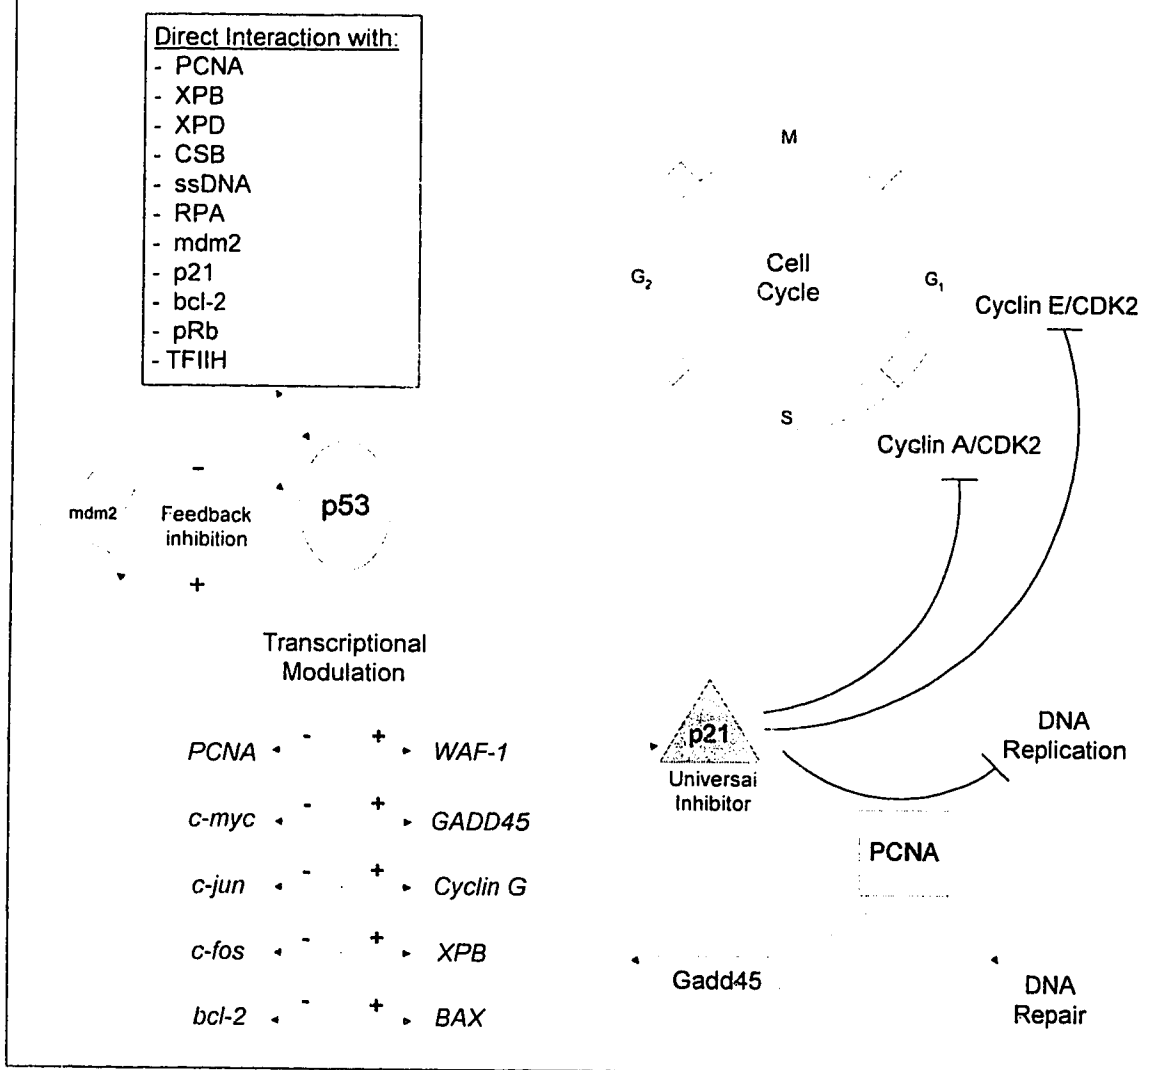 Direct Interaction with:
- PCNA
- XPB
- XPD
- CSB
- ssDNA
- RPA
- mdm2
- p21
- bcl-2
- pRb
- TFIIH
M
G₂
Cell
Cycle
G₁
S
Cyclin E/CDK2
Cyclin A/CDK2
p53
mdm2
-
Feedback
inhibition
+
Transcriptional
Modulation
PCNA - + WAF-1
c-myc - + GADD45
c-jun - + Cyclin G
c-fos - + XPB
bcl-2 - + BAX
p21
Universal
Inhibitor
DNA
Replication
PCNA
Gadd45
DNA
Repair